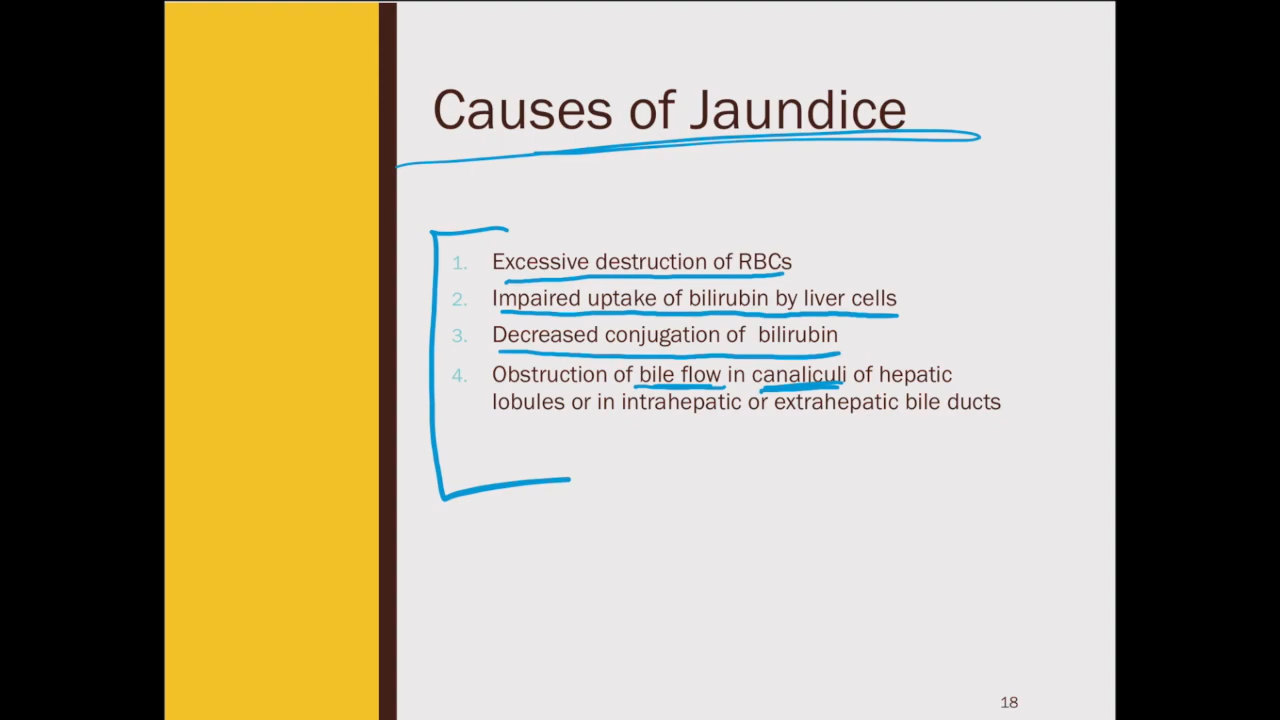 Causes of Jaundice
1. Excessive destruction of RBCs
2. Impaired uptake of bilirubin by liver cells
3. Decreased conjugation of  bilirubin
4. Obstruction of bile flow in canaliculi of hepatic
lobules or in intrahepatic or extrahepatic bile ducts
18